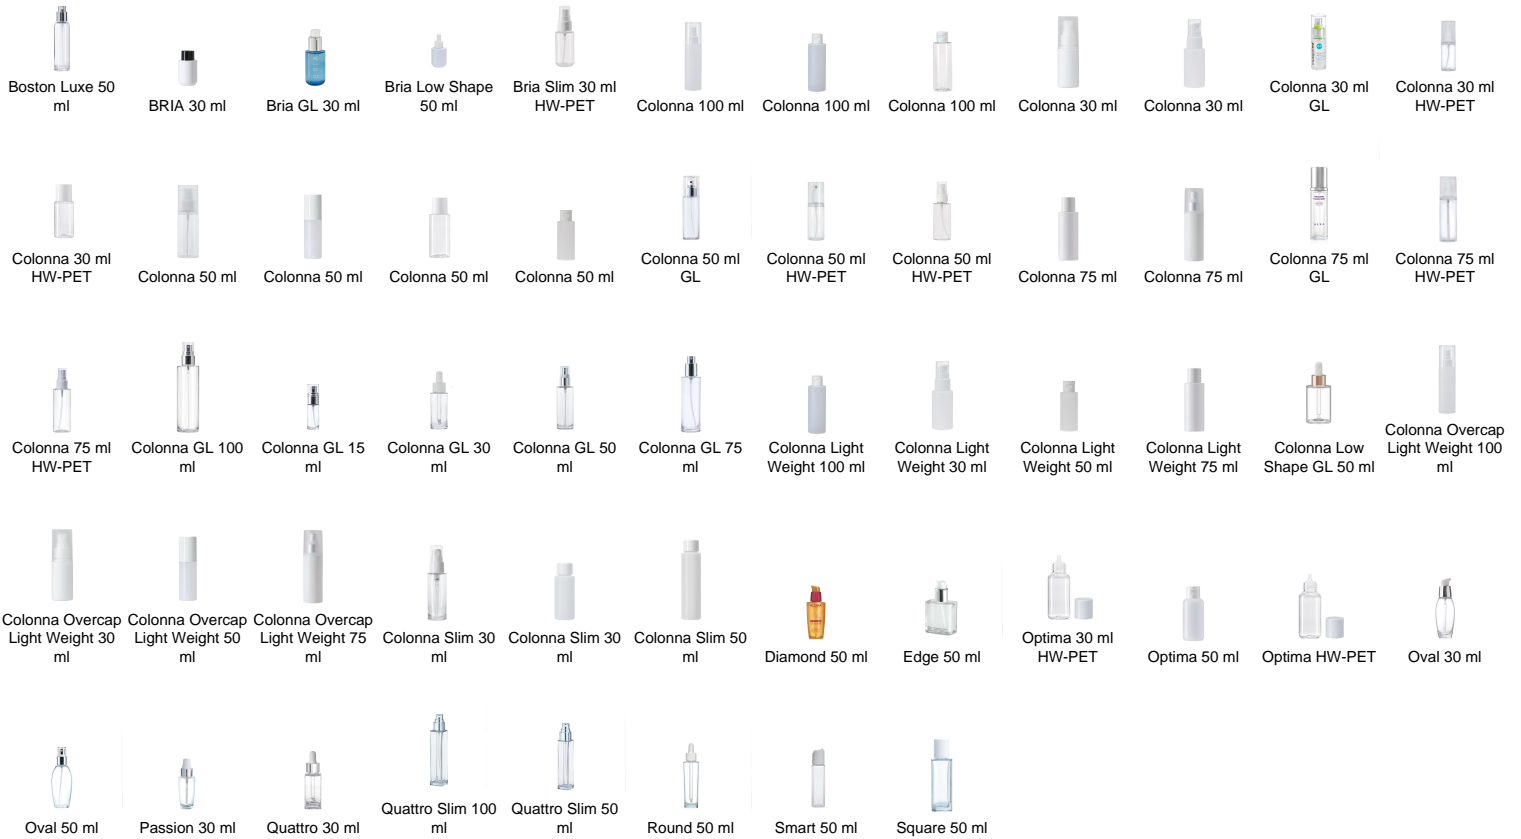 Boston Luxe 50
ml
BRIA 30 ml
Bria GL 30 ml
Bria Low Shape
50 ml
Bria Slim 30 ml
HW-PET
Colonna 100 ml
Colonna 100 ml
Colonna 100 ml
Colonna 30 ml
Colonna 30 ml
Colonna 30 ml
GL
Colonna 30 ml
HW-PET
Colonna 30 ml
HW-PET
Colonna 50 ml
Colonna 50 ml
Colonna 50 ml
Colonna 50 ml
Colonna 50 ml
GL
Colonna 50 ml
HW-PET
Colonna 50 ml
HW-PET
Colonna 75 ml
Colonna 75 ml
Colonna 75 ml
GL
Colonna 75 ml
HW-PET
Colonna 75 ml
HW-PET
Colonna GL 100
ml
Colonna GL 15
ml
Colonna GL 30
ml
Colonna GL 50
ml
Colonna GL 75
ml
Colonna Light
Weight 100 ml
Colonna Light
Weight 30 ml
Colonna Light
Weight 50 ml
Colonna Light
Weight 75 ml
Colonna Low
Shape GL 50 ml
Colonna Overcap
Light Weight 100
ml
Colonna Overcap
Light Weight 30
ml
Colonna Overcap
Light Weight 50
ml
Colonna Overcap
Light Weight 75
ml
Colonna Slim 30
ml
Colonna Slim 30
ml
Colonna Slim 50
ml
Diamond 50 ml
Edge 50 ml
Optima 30 ml
HW-PET
Optima 50 ml
Optima HW-PET
Oval 30 ml
Oval 50 ml
Passion 30 ml
Quattro 30 ml
Quattro Slim 100
ml
Quattro Slim 50
ml
Round 50 ml
Smart 50 ml
Square 50 ml